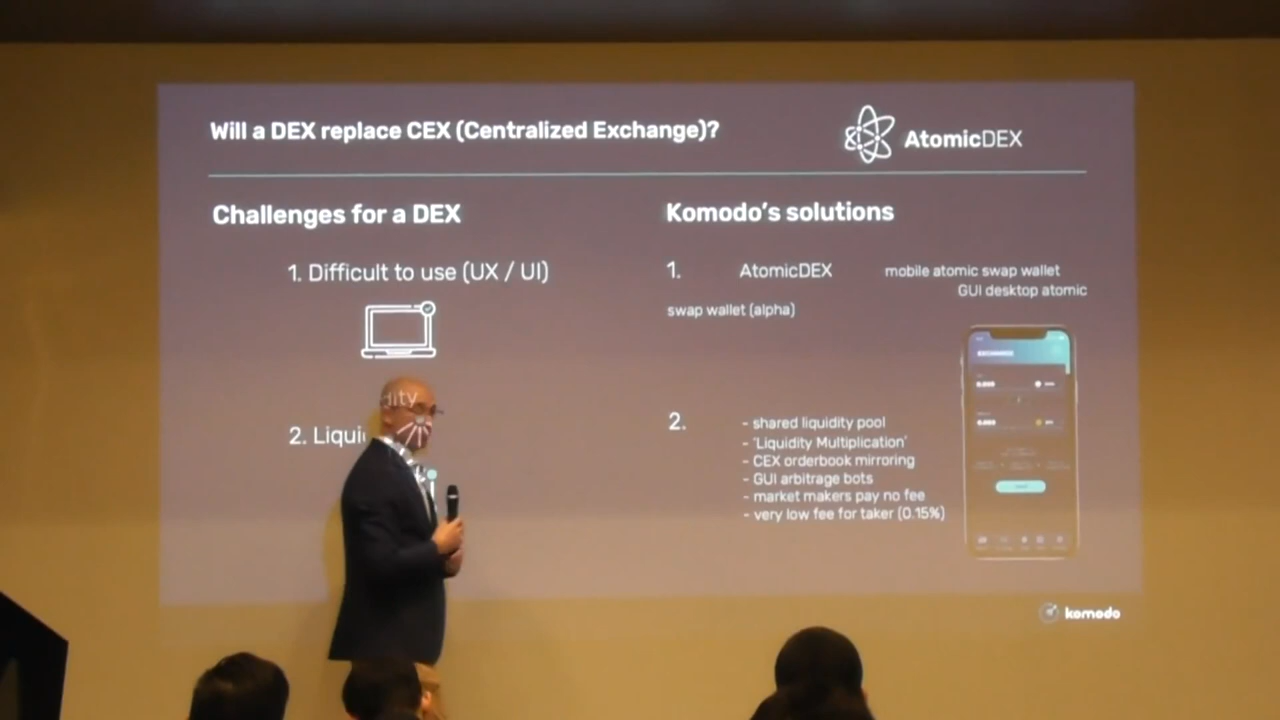 Will a DEX replace CEX (Centralized Exchange)?
AtomicDEX
Challenges for a DEX
Komodo's solutions
1. Difficult to use (UX / UI)
1. AtomicDEX mobile atomic swap wallet
GUI desktop atomic
swap wallet (alpha)
EXCHANGE
dity
2. Liqui
2. - shared liquidity pool
- 'Liquidity Multiplication'
- CEX orderbook mirroring
- GUI arbitrage bots
- market makers pay no fee
- very low fee for taker (0.15%)
komodo